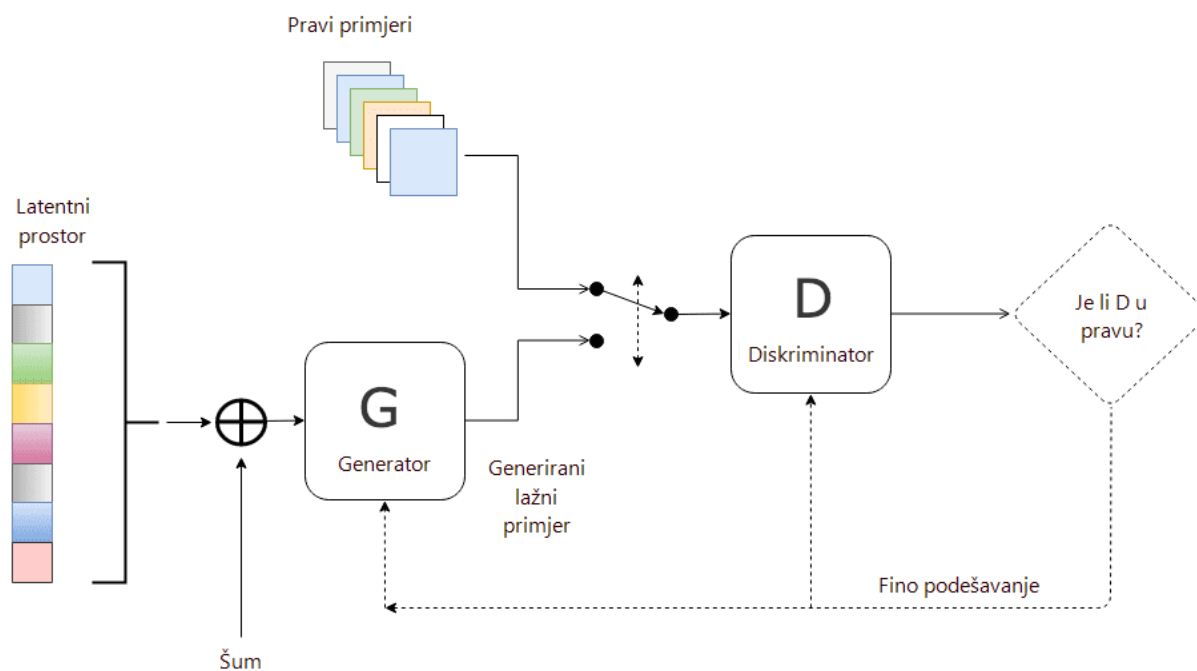 Pravi primjeri
Latentni
prostor
G
Generator
Generirani
lažni
primjer
D
Diskriminator
Je li D u
pravu?
Fino podešavanje
Šum